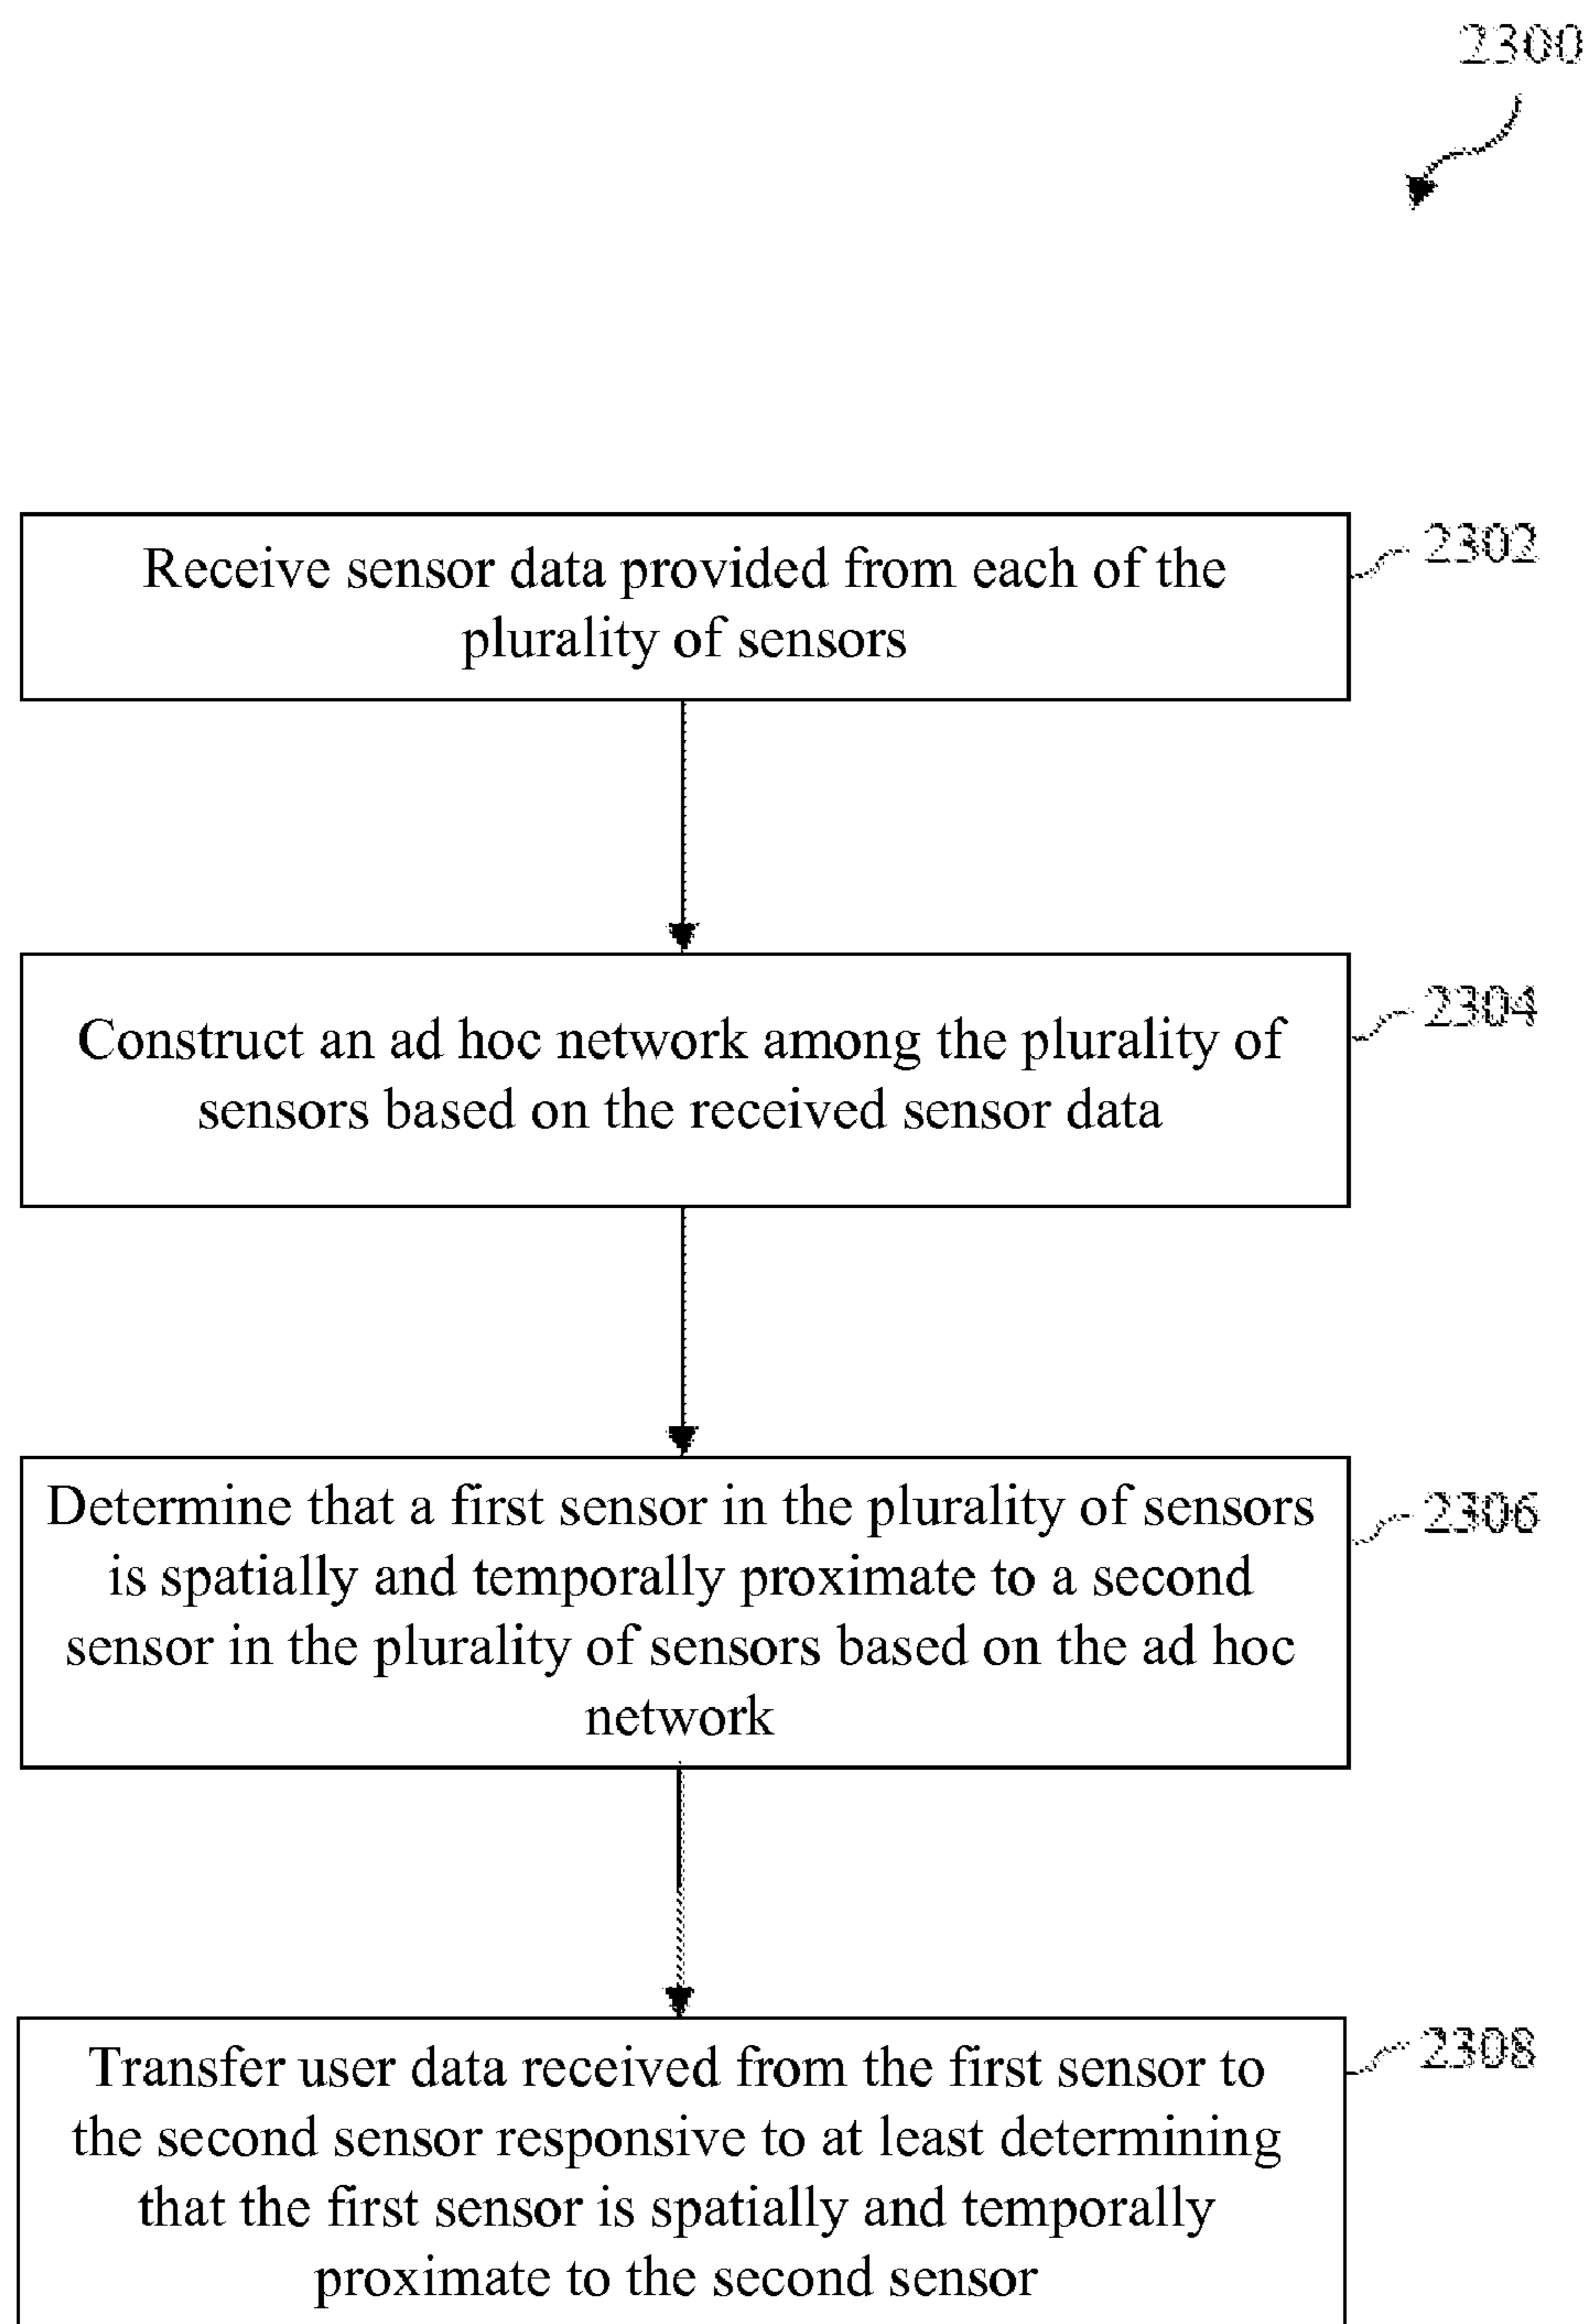 2300
Receive sensor data provided from each of the
plurality of sensors
2302
Construct an ad hoc network among the plurality of
sensors based on the received sensor data
2304
Determine that a first sensor in the plurality of sensors
is spatially and temporally proximate to a second
sensor in the plurality of sensors based on the ad hoc
network
2306
Transfer user data received from the first sensor to
the second sensor responsive to at least determining
that the first sensor is spatially and temporally
proximate to the second sensor
2308